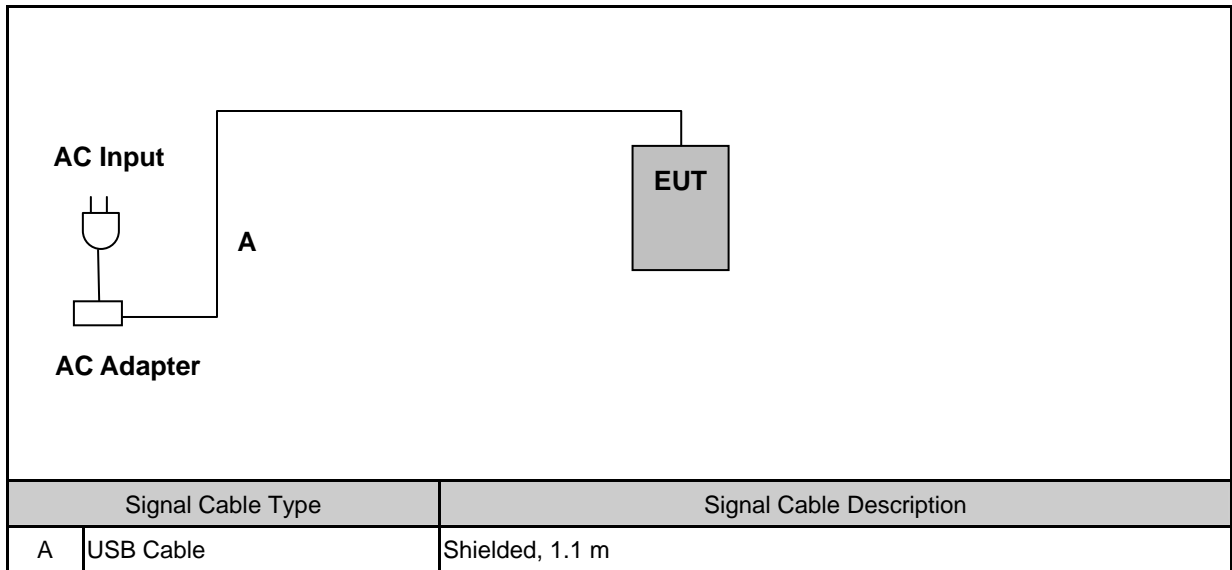 AC Input
EUT
A
AC Adapter
Signal Cable Type Signal Cable Description
A USB Cable Shielded, 1.1 m